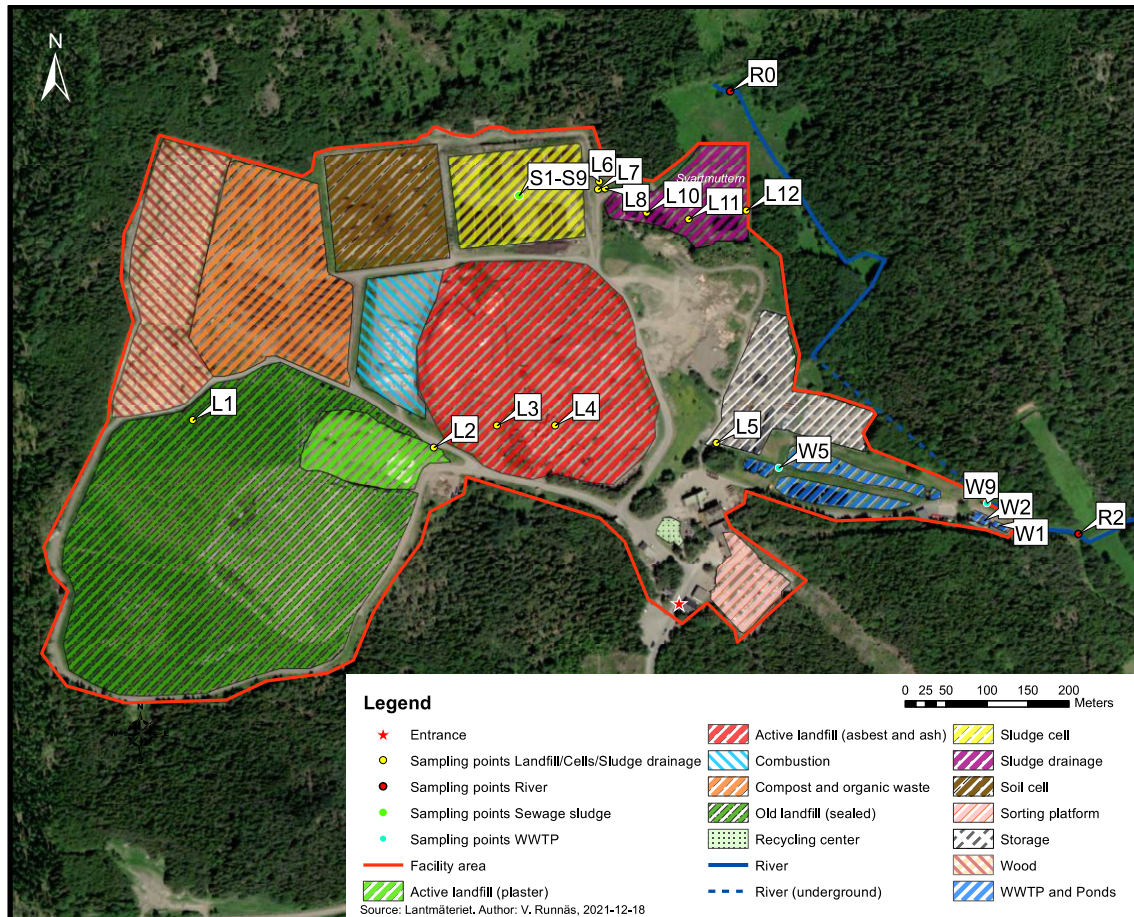 N
R0
L6
L7
S1-S9
L8
Svartmuttern
L10
L11
L12
L1
L2
L3
L4
L5
W5
W9
W2
W1
R2
N
Legend
0 25 50 100 150 200
Meters
Entrance
Sampling points Landfill/Cells/Sludge drainage
Sampling points River
Sampling points Sewage sludge
Sampling points WWTP
Facility area
Active landfill (plaster)
Active landfill (asbest and ash)
Combustion
Compost and organic waste
Old landfill (sealed)
Recycling center
River
River (underground)
Sludge cell
Sludge drainage
Soil cell
Sorting platform
Storage
Wood
WWTP and Ponds
Source: Lantmäteriet. Author: V. Runnäs, 2021-12-18